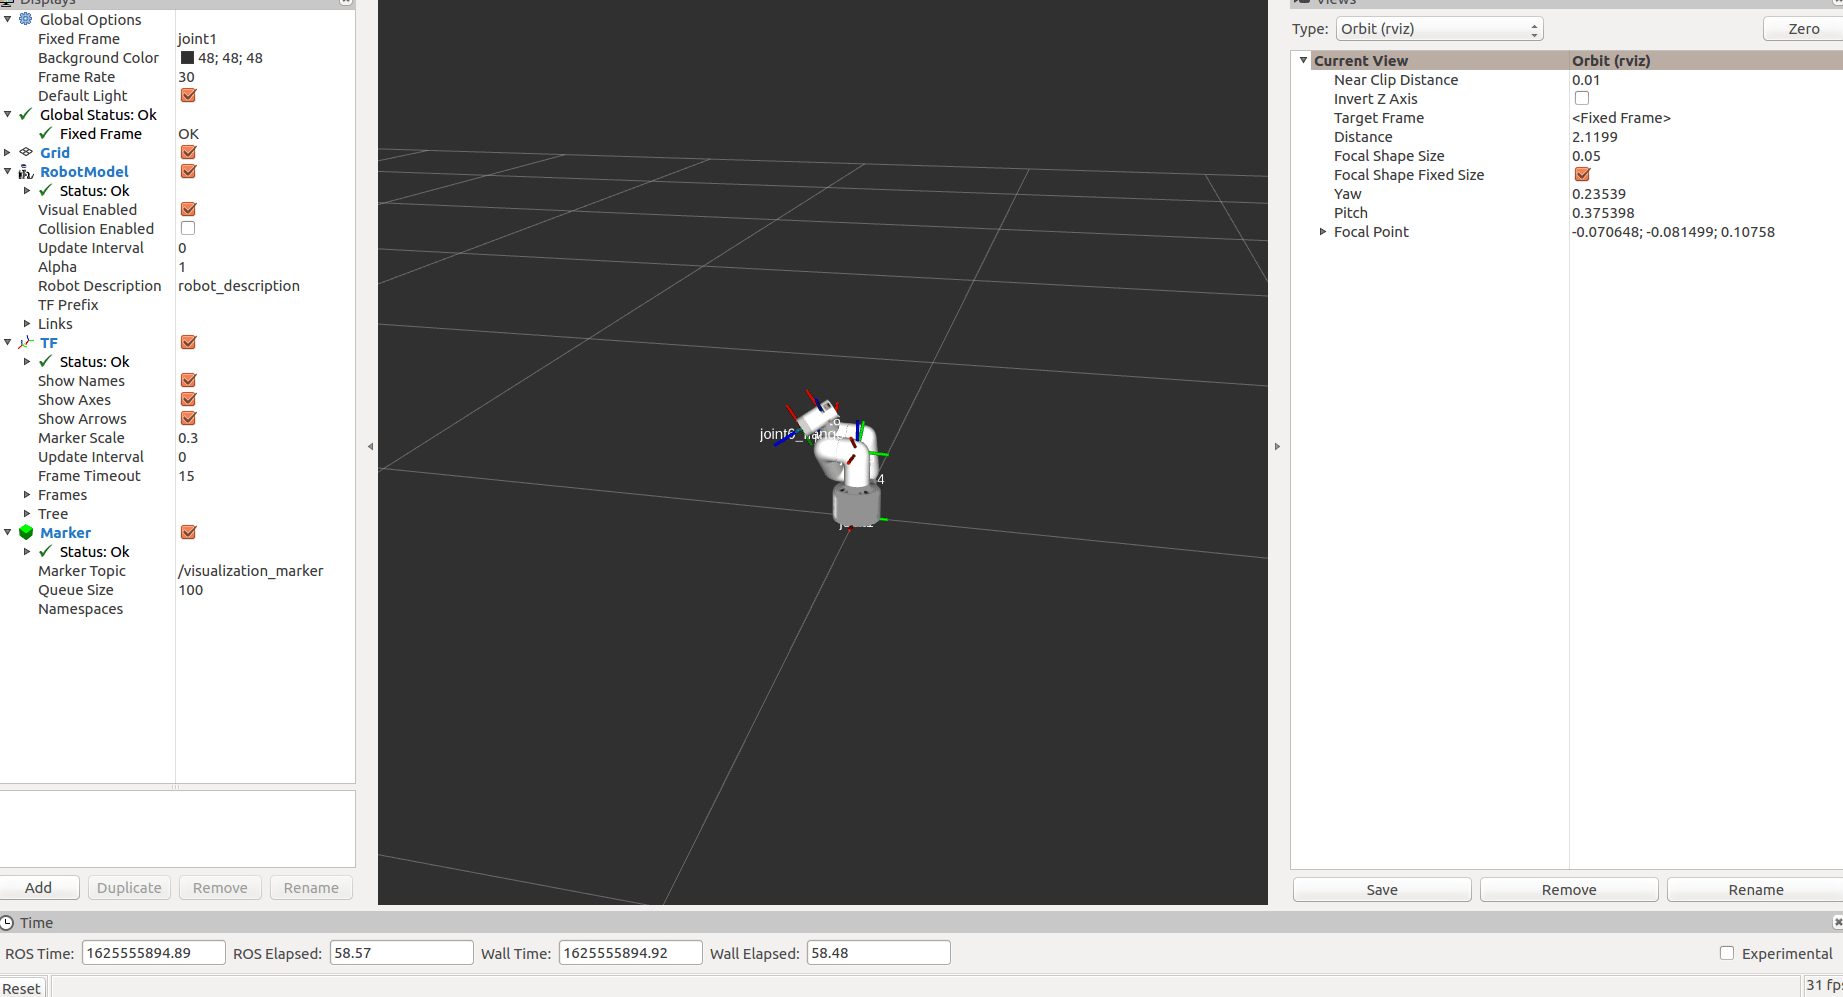 Displays
Global Options
Fixed Frame joint1
Background Color 48; 48; 48
Frame Rate 30
Default Light
Global Status: Ok
Fixed Frame OK
Grid
RobotModel
Status: Ok
Visual Enabled
Collision Enabled
Update Interval 0
Alpha 1
Robot Description robot_description
TF Prefix
Links
TF
Status: Ok
Show Names
Show Axes
Show Arrows
Marker Scale 0.3
Update Interval 0
Frame Timeout 15
Frames
Tree
Marker
Status: Ok
Marker Topic /visualization_marker
Queue Size 100
Namespaces
Add Duplicate Remove Rename
4
Views
Type: Orbit (rviz) Zero
Current View Orbit (rviz)
Near Clip Distance 0.01
Invert Z Axis
Target Frame <Fixed Frame>
Distance 2.1199
Focal Shape Size 0.05
Focal Shape Fixed Size
Yaw 0.23539
Pitch 0.375398
Focal Point -0.070648; -0.081499; 0.10758
Save Remove Rename
Time
ROS Time: 1625555894.89 ROS Elapsed: 58.57 Wall Time: 1625555894.92 Wall Elapsed: 58.48 Experimental
Reset 31 fps